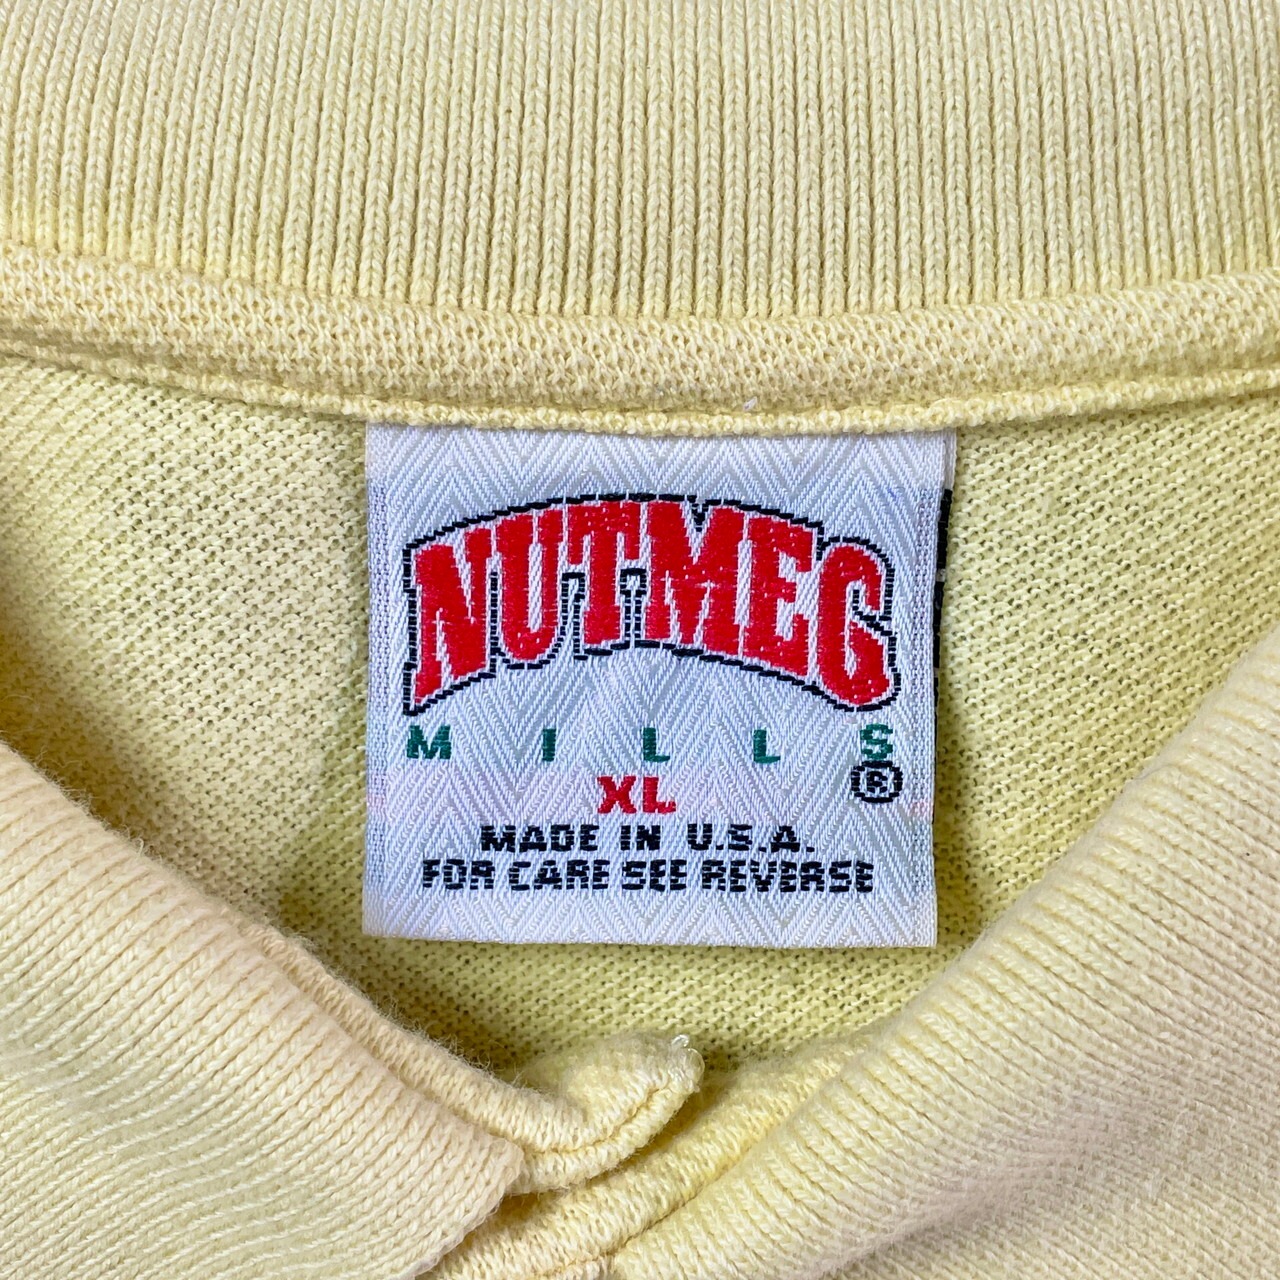 NUTMEG
MILLS
®
XL
MADE IN U.S.A.
FOR CARE SEE REVERSE